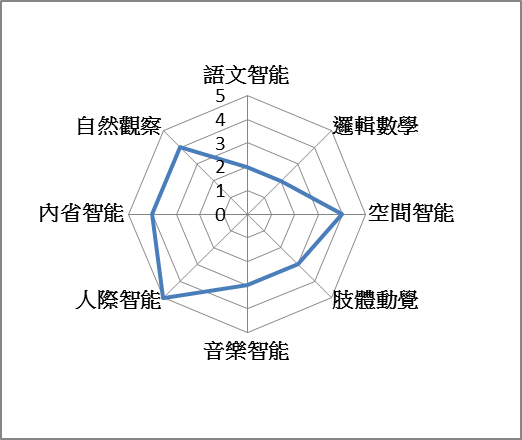 語文智能
自然觀察
邏輯數學
5
4
3
2
1
0
內省智能
空間智能
人際智能
肢體動覺
音樂智能